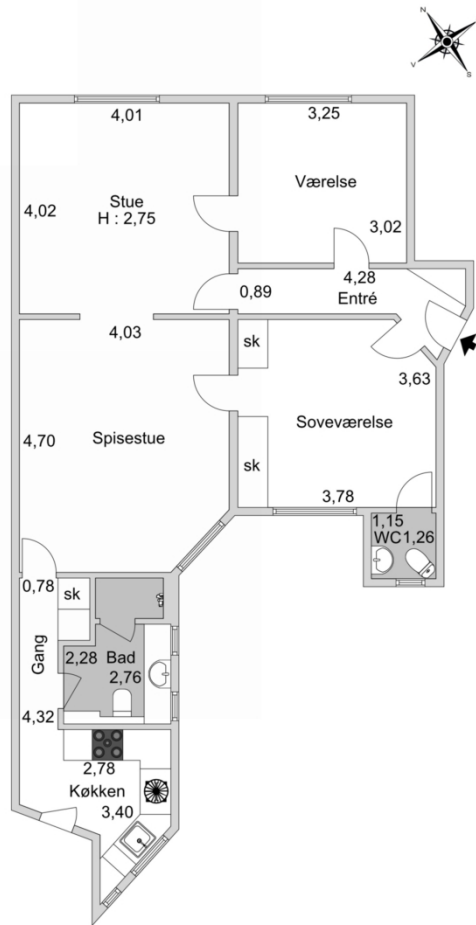 N
V
S
4,01
3,25
Stue
H : 2,75
Værelse
4,02
3,02
4,28
0,89
Entré
4,03
sk
3,63
4,70
Spisestue
Soveværelse
sk
3,78
1,15
WC1,26
0,78
sk
Gang
2,28
Bad
2,76
4,32
2,78
Køkken
3,40